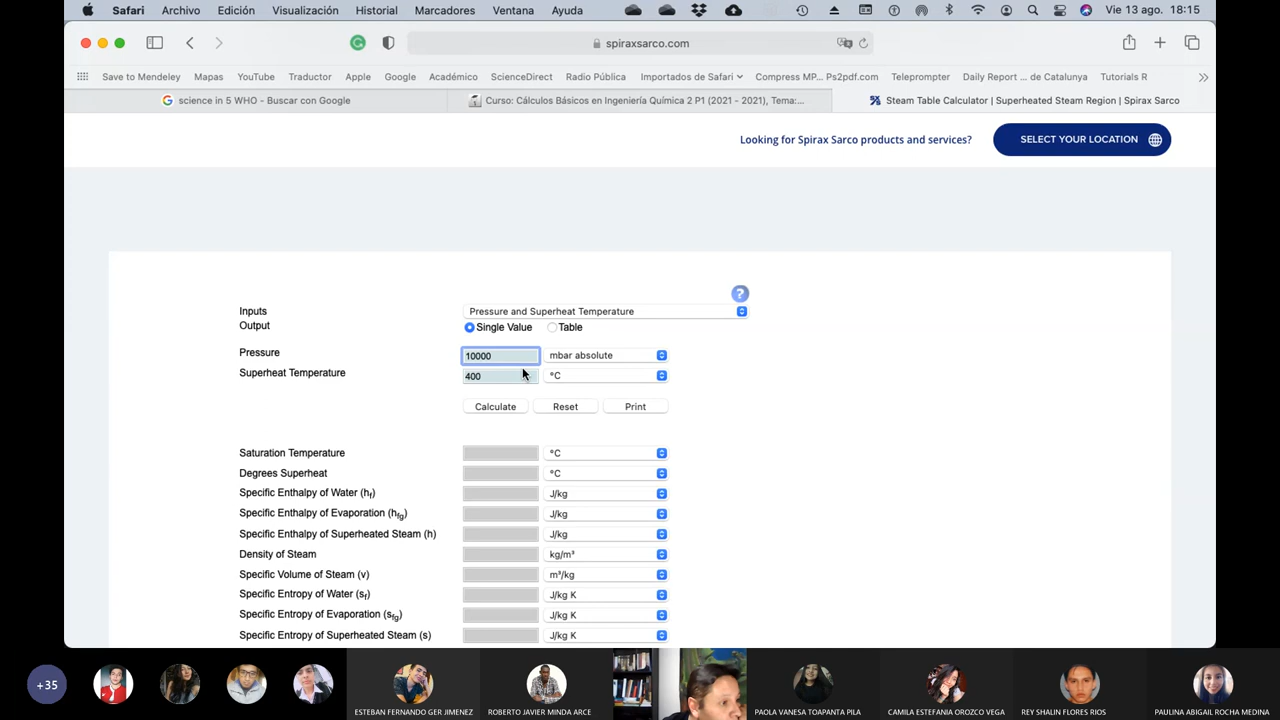 Safari Archivo Edición Visualización Historial Marcadores Ventana Ayuda Vie 13 ago. 18:15
spiraxsarco.com
Save to Mendeley Mapas YouTube Traductor Apple Google Académico ScienceDirect Radio Pública Importados de Safari Compress MP... Ps2pdf.com Teleprompter Daily Report ... de Catalunya Tutorials R
science in 5 WHO - Buscar con Google Curso: Cálculos Básicos en Ingeniería Química 2 P1 (2021 - 2021), Tema:... Steam Table Calculator | Superheated Steam Region | Spirax Sarco
Looking for Spirax Sarco products and services? SELECT YOUR LOCATION
?
Inputs Pressure and Superheat Temperature
Output Single Value Table
Pressure 10000 mbar absolute
Superheat Temperature 400 °C
Calculate Reset Print
Saturation Temperature °C
Degrees Superheat °C
Specific Enthalpy of Water (hf) J/kg
Specific Enthalpy of Evaporation (hfg) J/kg
Specific Enthalpy of Superheated Steam (h) J/kg
Density of Steam kg/m³
Specific Volume of Steam (v) m³/kg
Specific Entropy of Water (sf) J/kg K
Specific Entropy of Evaporation (sfg) J/kg K
Specific Entropy of Superheated Steam (s) J/kg K
+35
ESTEBAN FERNANDO GER JIMENEZ ROBERTO JAVIER MINDA ARCE PAOLA VANESA TOAPANTA PILA CAMILA ESTEFANIA OROZCO VEGA REY SHALIN FLORES RIOS PAULINA ABIGAIL ROCHA MEDINA